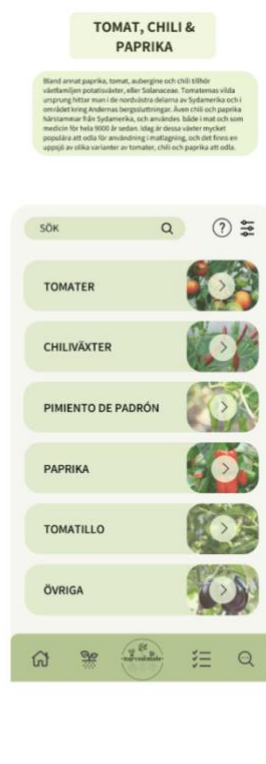 TOMAT, CHILI &
PAPRIKA
Bland annat paprika, tomat, aubergine och chili tillhör
växtfamiljen potatisväxter, eller Solanaceae. Tomaternas vilda
ursprung hittar man i de nordvästra delarna av Sydamerika och i
området kring Andernas bergssluttningar. Även chili och paprika
härstammar från Sydamerika, och användes både i mat och som
medicin för hela 9000 år sedan. Idag är dessa växter mycket
populära att odla för användning i matlagning, och det finns en
uppsjö av olika varianter av tomater, chili och paprika att odla.
SÖK
?
TOMATER
CHILIVÄXTER
PIMIENTO DE PADRÓN
PAPRIKA
TOMATILLO
ÖVRIGA